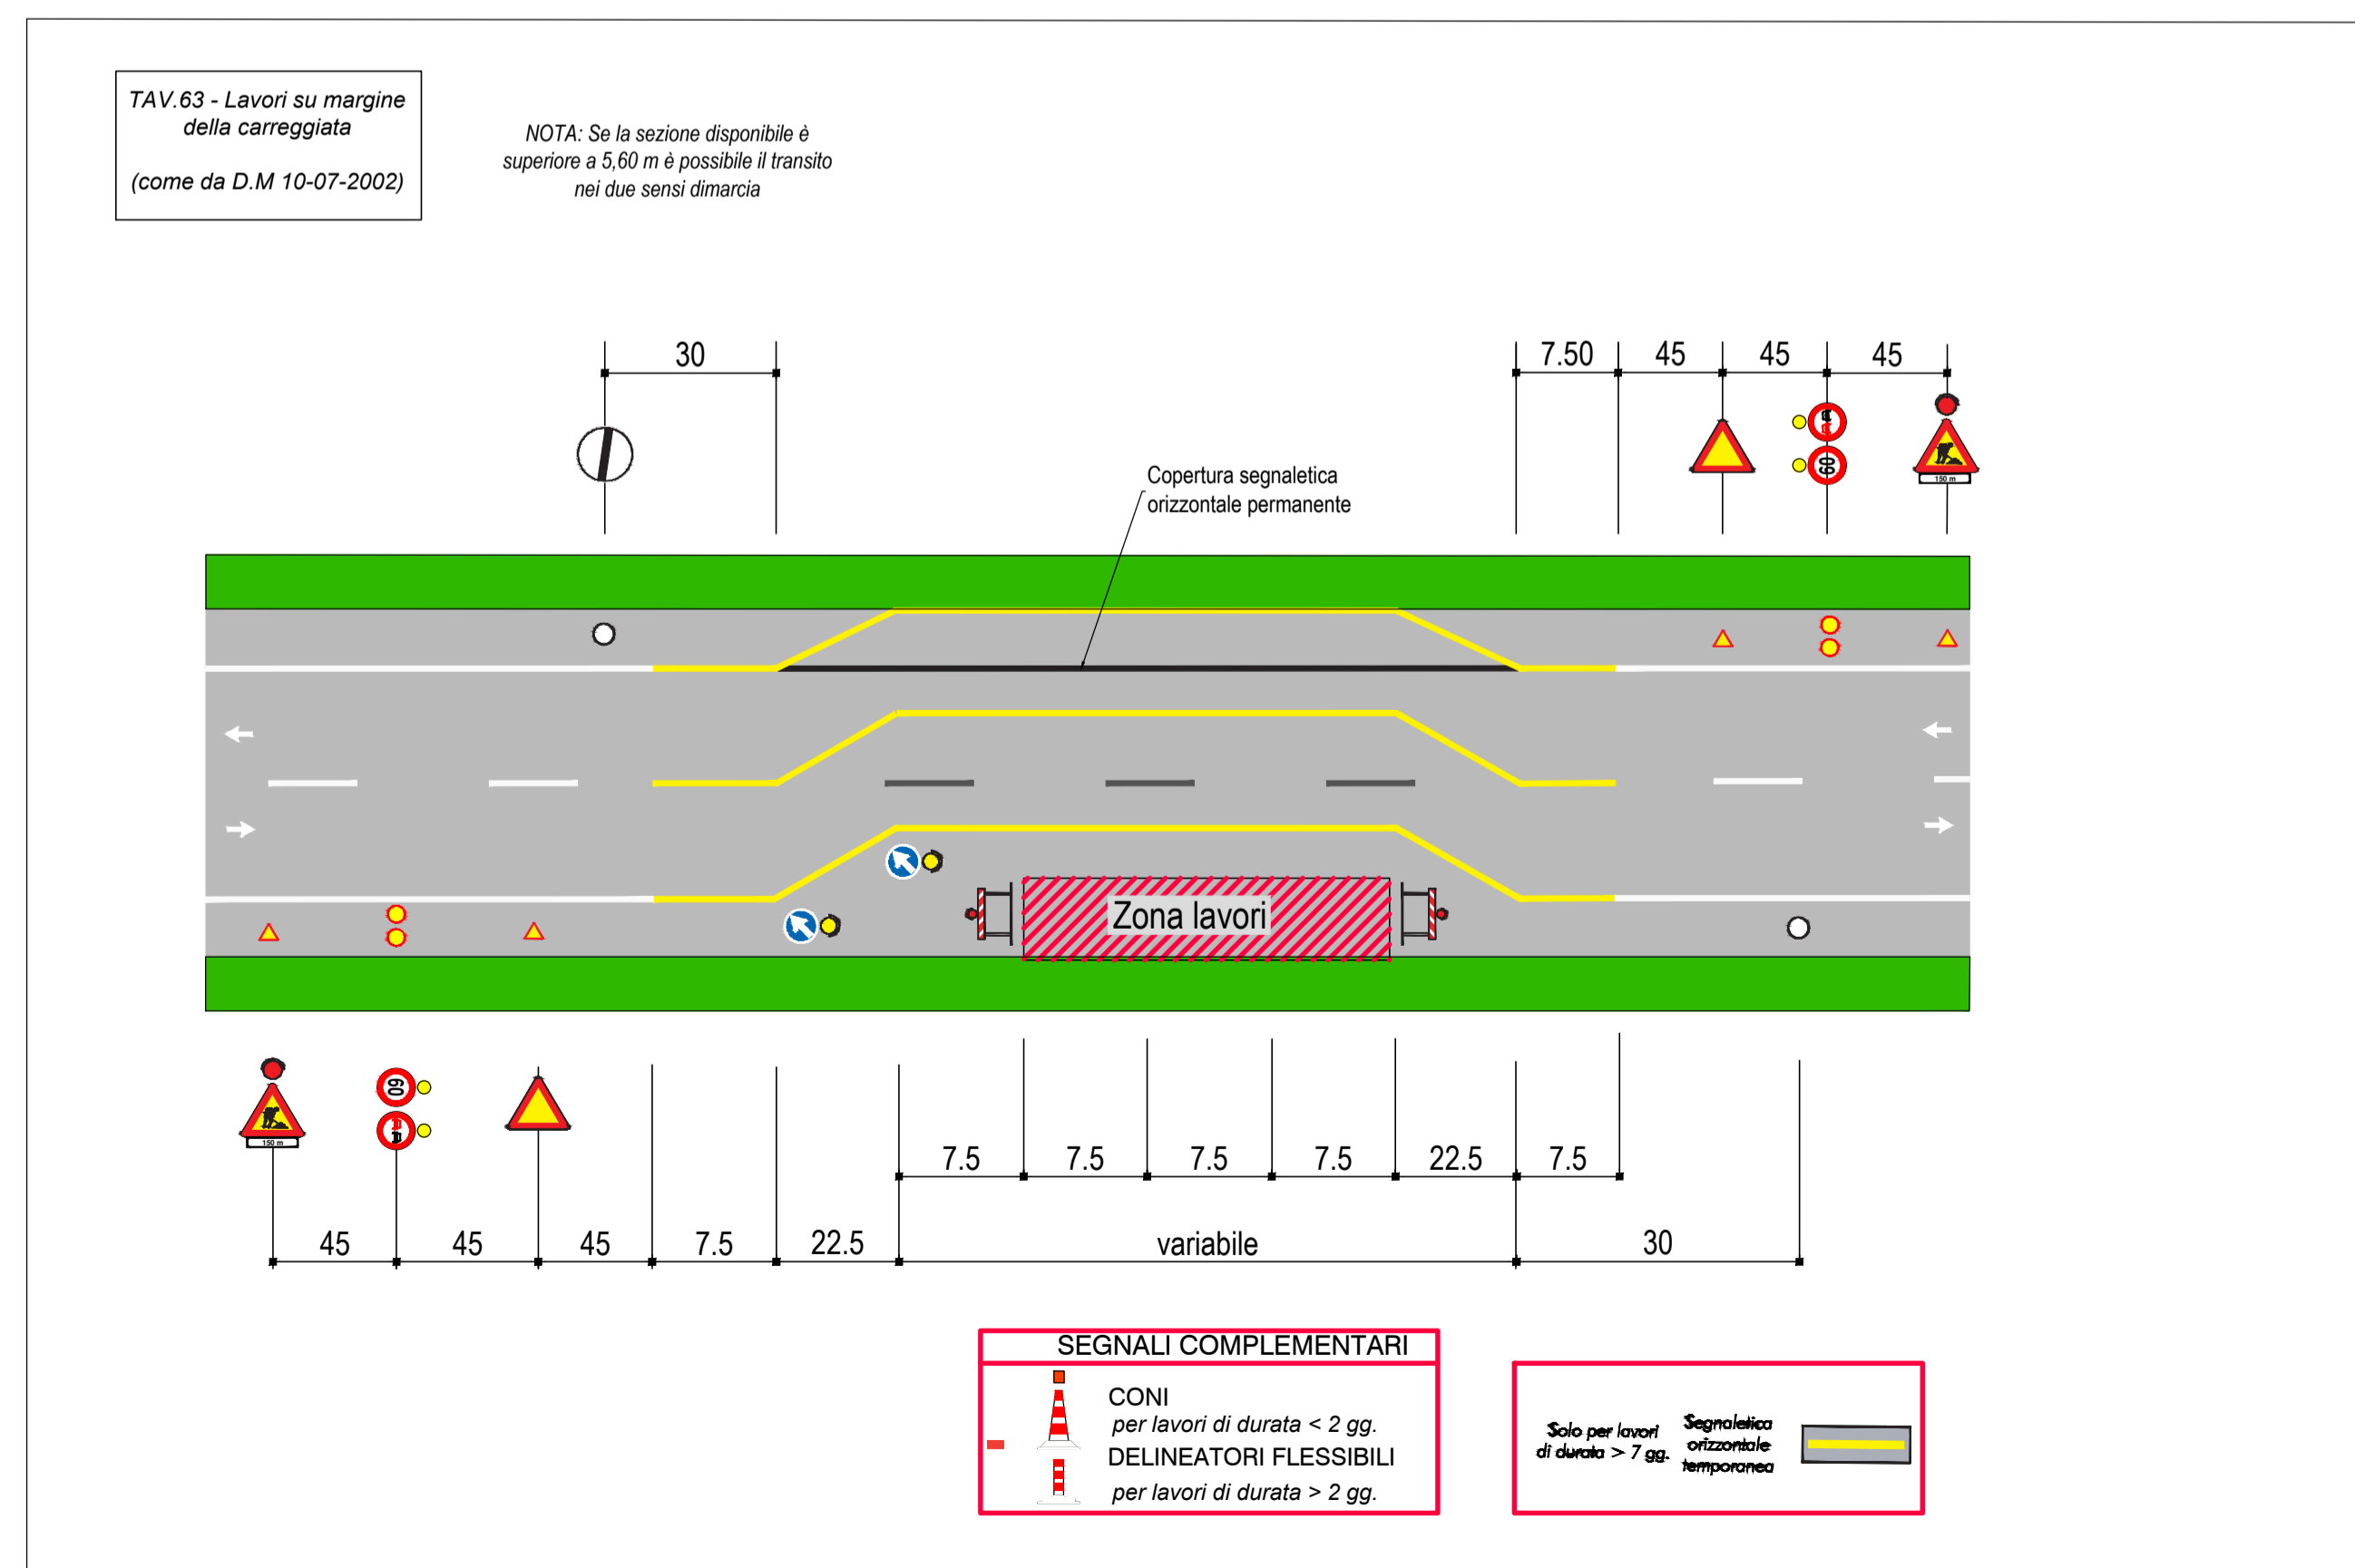 TAV.63 - Lavori su margine
della carreggiata
(come da D.M 10-07-2002)
NOTA: Se la sezione disponibile è
superiore a 5,60 m è possibile il transito
nei due sensi dimarcia
30
7.50
45
45
45
60
150 m
Copertura segnaletica
orizzontale permanente
Zona lavori
150 m
60
7.5
7.5
7.5
7.5
22.5
7.5
45
45
45
7.5
22.5
variabile
30
SEGNALI COMPLEMENTARI
CONI
per lavori di durata < 2 gg.
DELINEATORI FLESSIBILI
per lavori di durata > 2 gg.
Solo per lavori
di durata > 7 gg.
Segnaletica
orizzontale
temporanea